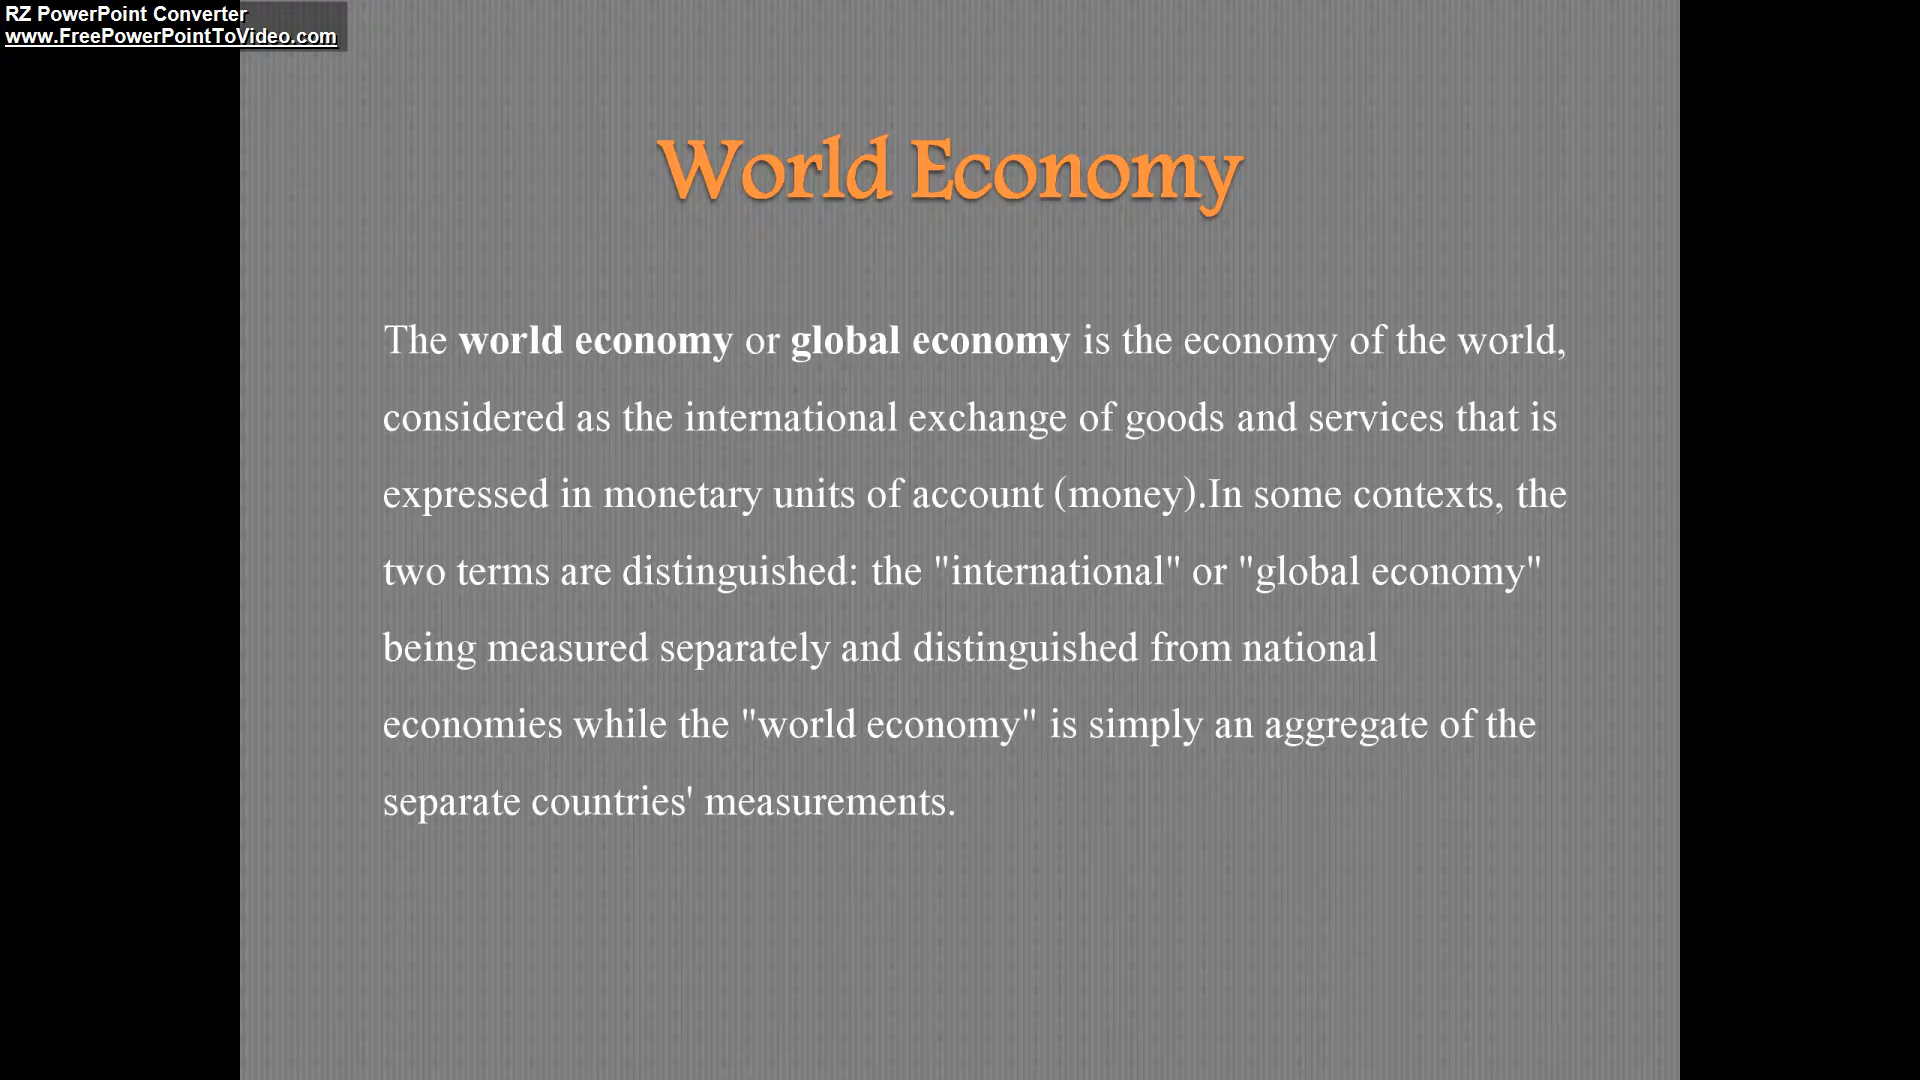 RZ PowerPoint Converter
www.FreePowerPointToVideo.com
World Economy
The world economy or global economy is the economy of the world,
considered as the international exchange of goods and services that is
expressed in monetary units of account (money).In some contexts, the
two terms are distinguished: the "international" or "global economy"
being measured separately and distinguished from national
economies while the "world economy" is simply an aggregate of the
separate countries' measurements.